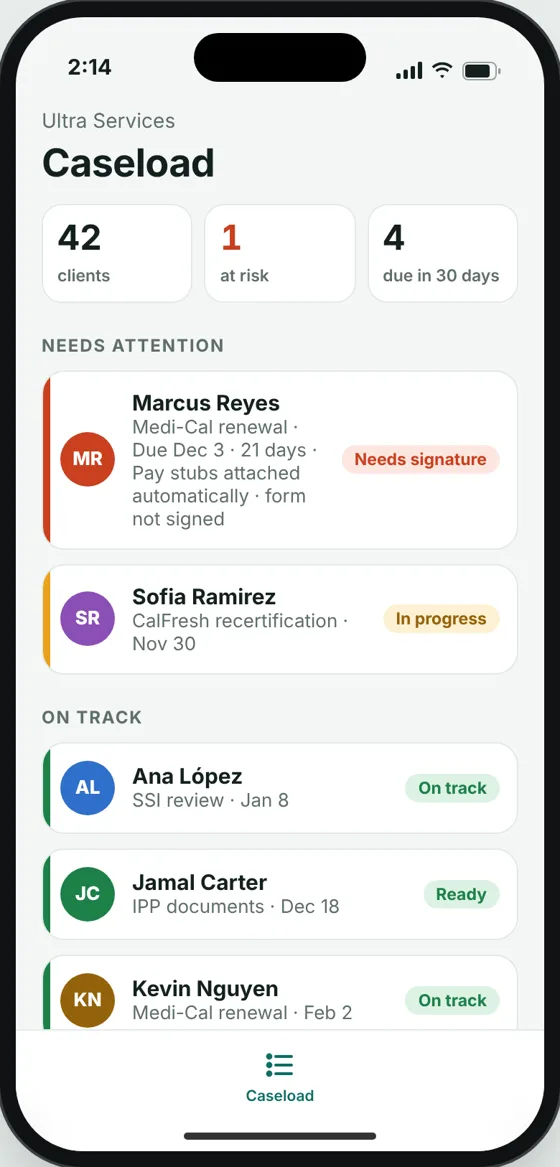 2:14
Ultra Services
Caseload
42
clients
1
at risk
4
due in 30 days
NEEDS ATTENTION
MR
Marcus Reyes
Medi-Cal renewal ·
Due Dec 3 · 21 days ·
Pay stubs attached
automatically · form
not signed
Needs signature
SR
Sofia Ramirez
CalFresh recertification ·
Nov 30
In progress
ON TRACK
AL
Ana López
SSI review · Jan 8
On track
JC
Jamal Carter
IPP documents · Dec 18
Ready
KN
Kevin Nguyen
Medi-Cal renewal · Feb 2
On track
Caseload